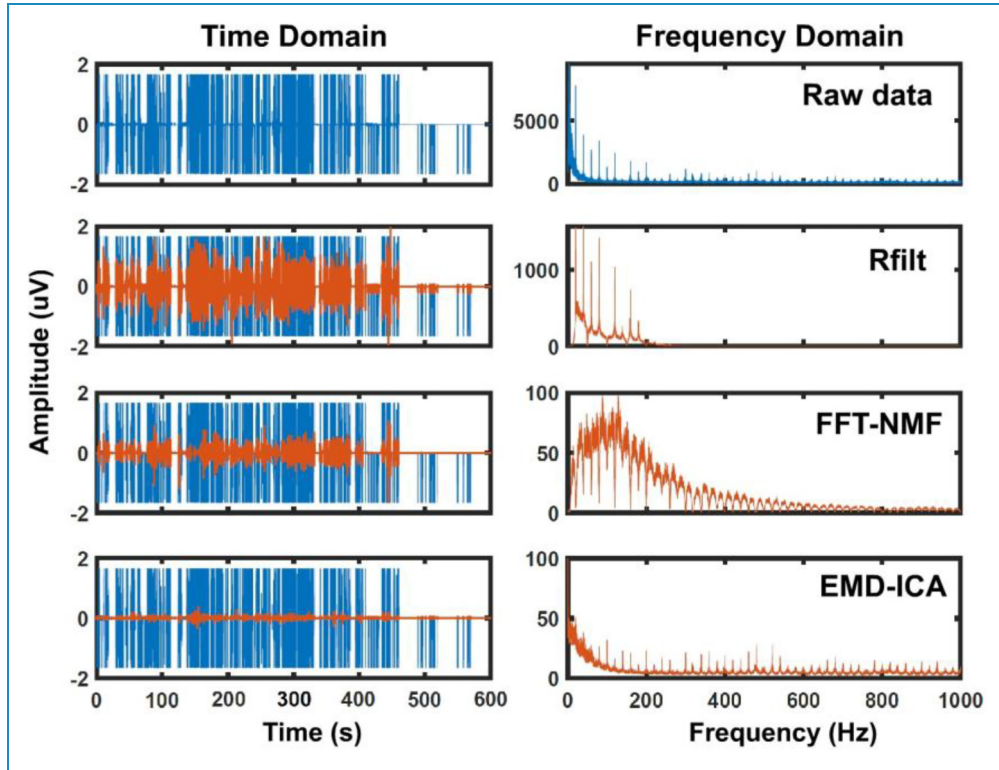 Time Domain
Frequency Domain
2
0
-2
5000
0
Raw data
2
0
-2
1000
0
Rfilt
Amplitude (uV)
2
0
-2
100
50
0
FFT-NMF
2
0
-2
100
50
0
EMD-ICA
0 100 200 300 400 500 600
0 200 400 600 800 1000
Time (s)
Frequency (Hz)